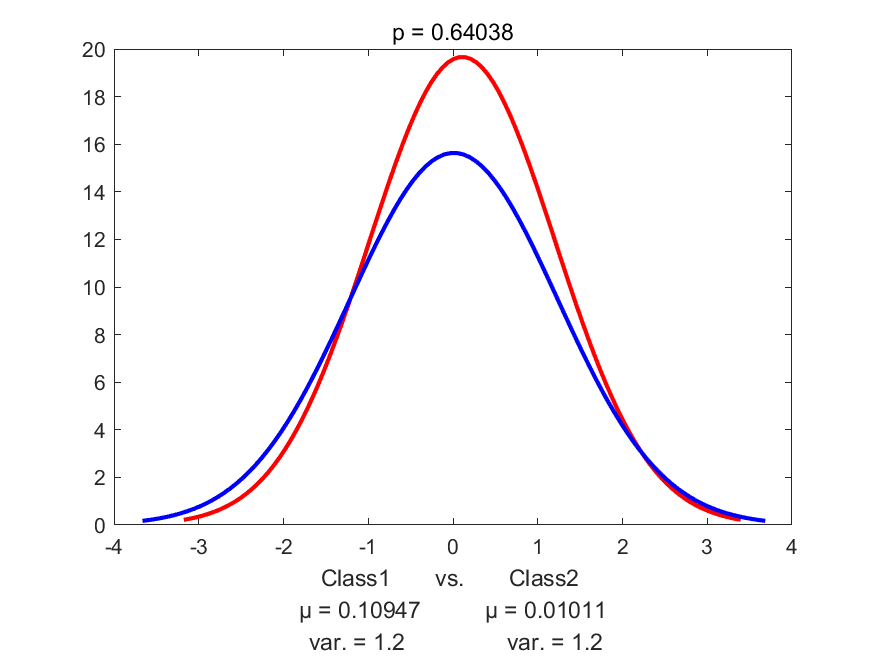 p = 0.64038
20
18
16
14
12
10
8
6
4
2
0
-4 -3 -2 -1 0 1 2 3 4
Class1 vs. Class2
μ = 0.10947 μ = 0.01011
var. = 1.2 var. = 1.2